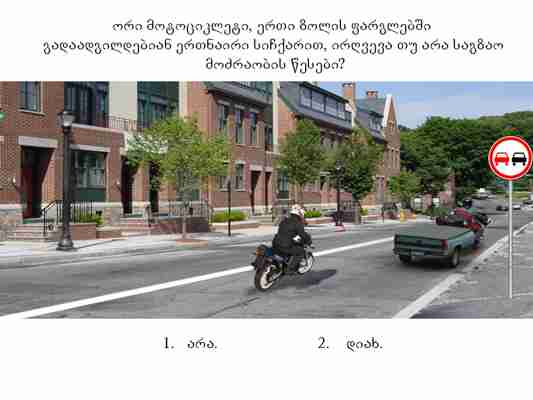 ორი მოტოციკლეტი, ერთი ზოლის ფარგლებში
გადაადგილდებიან ერთნაირი სიჩქარით, ირღვევა თუ არა საგზაო
მოძრაობის წესები?
1. არა.
2. დიახ.